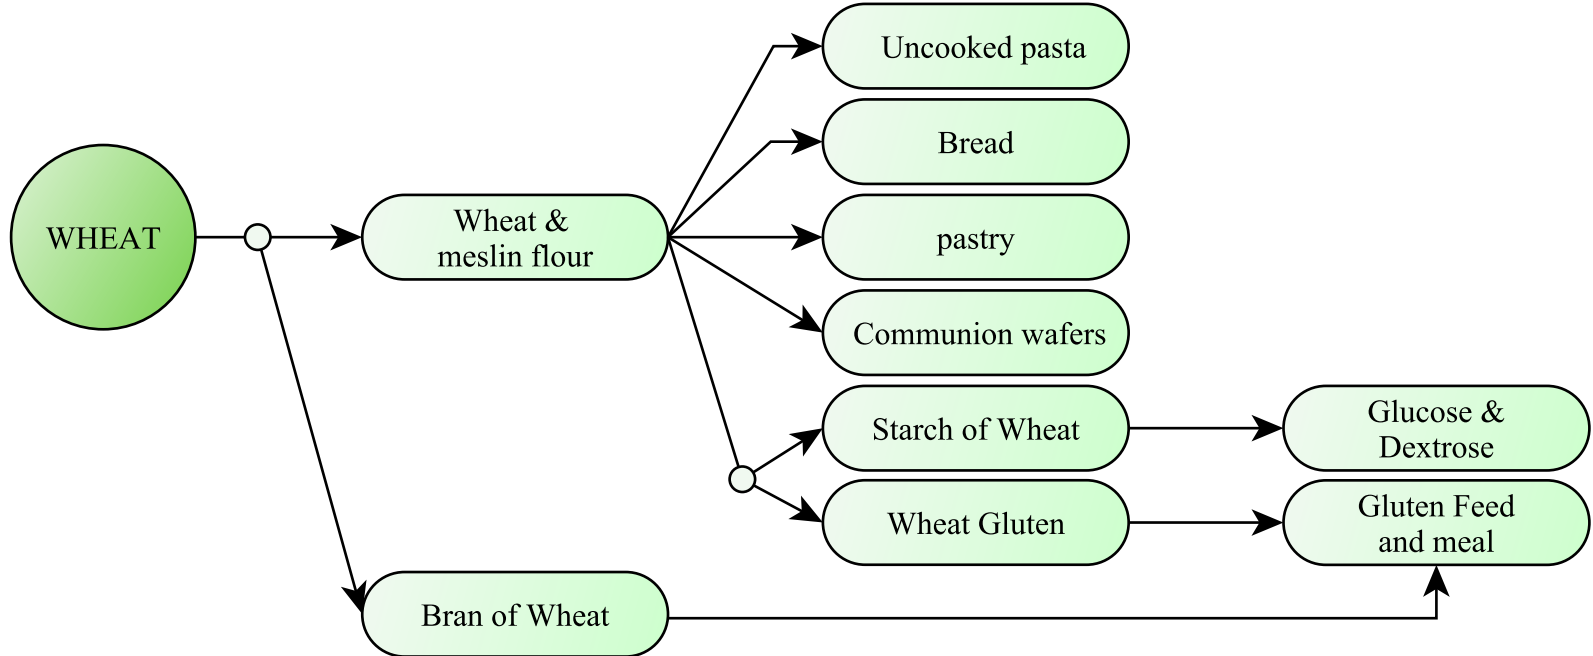 WHEAT
Wheat &
meslin flour
Uncooked pasta
Bread
pastry
Communion wafers
Starch of Wheat
Glucose &
Dextrose
Wheat Gluten
Gluten Feed
and meal
Bran of Wheat